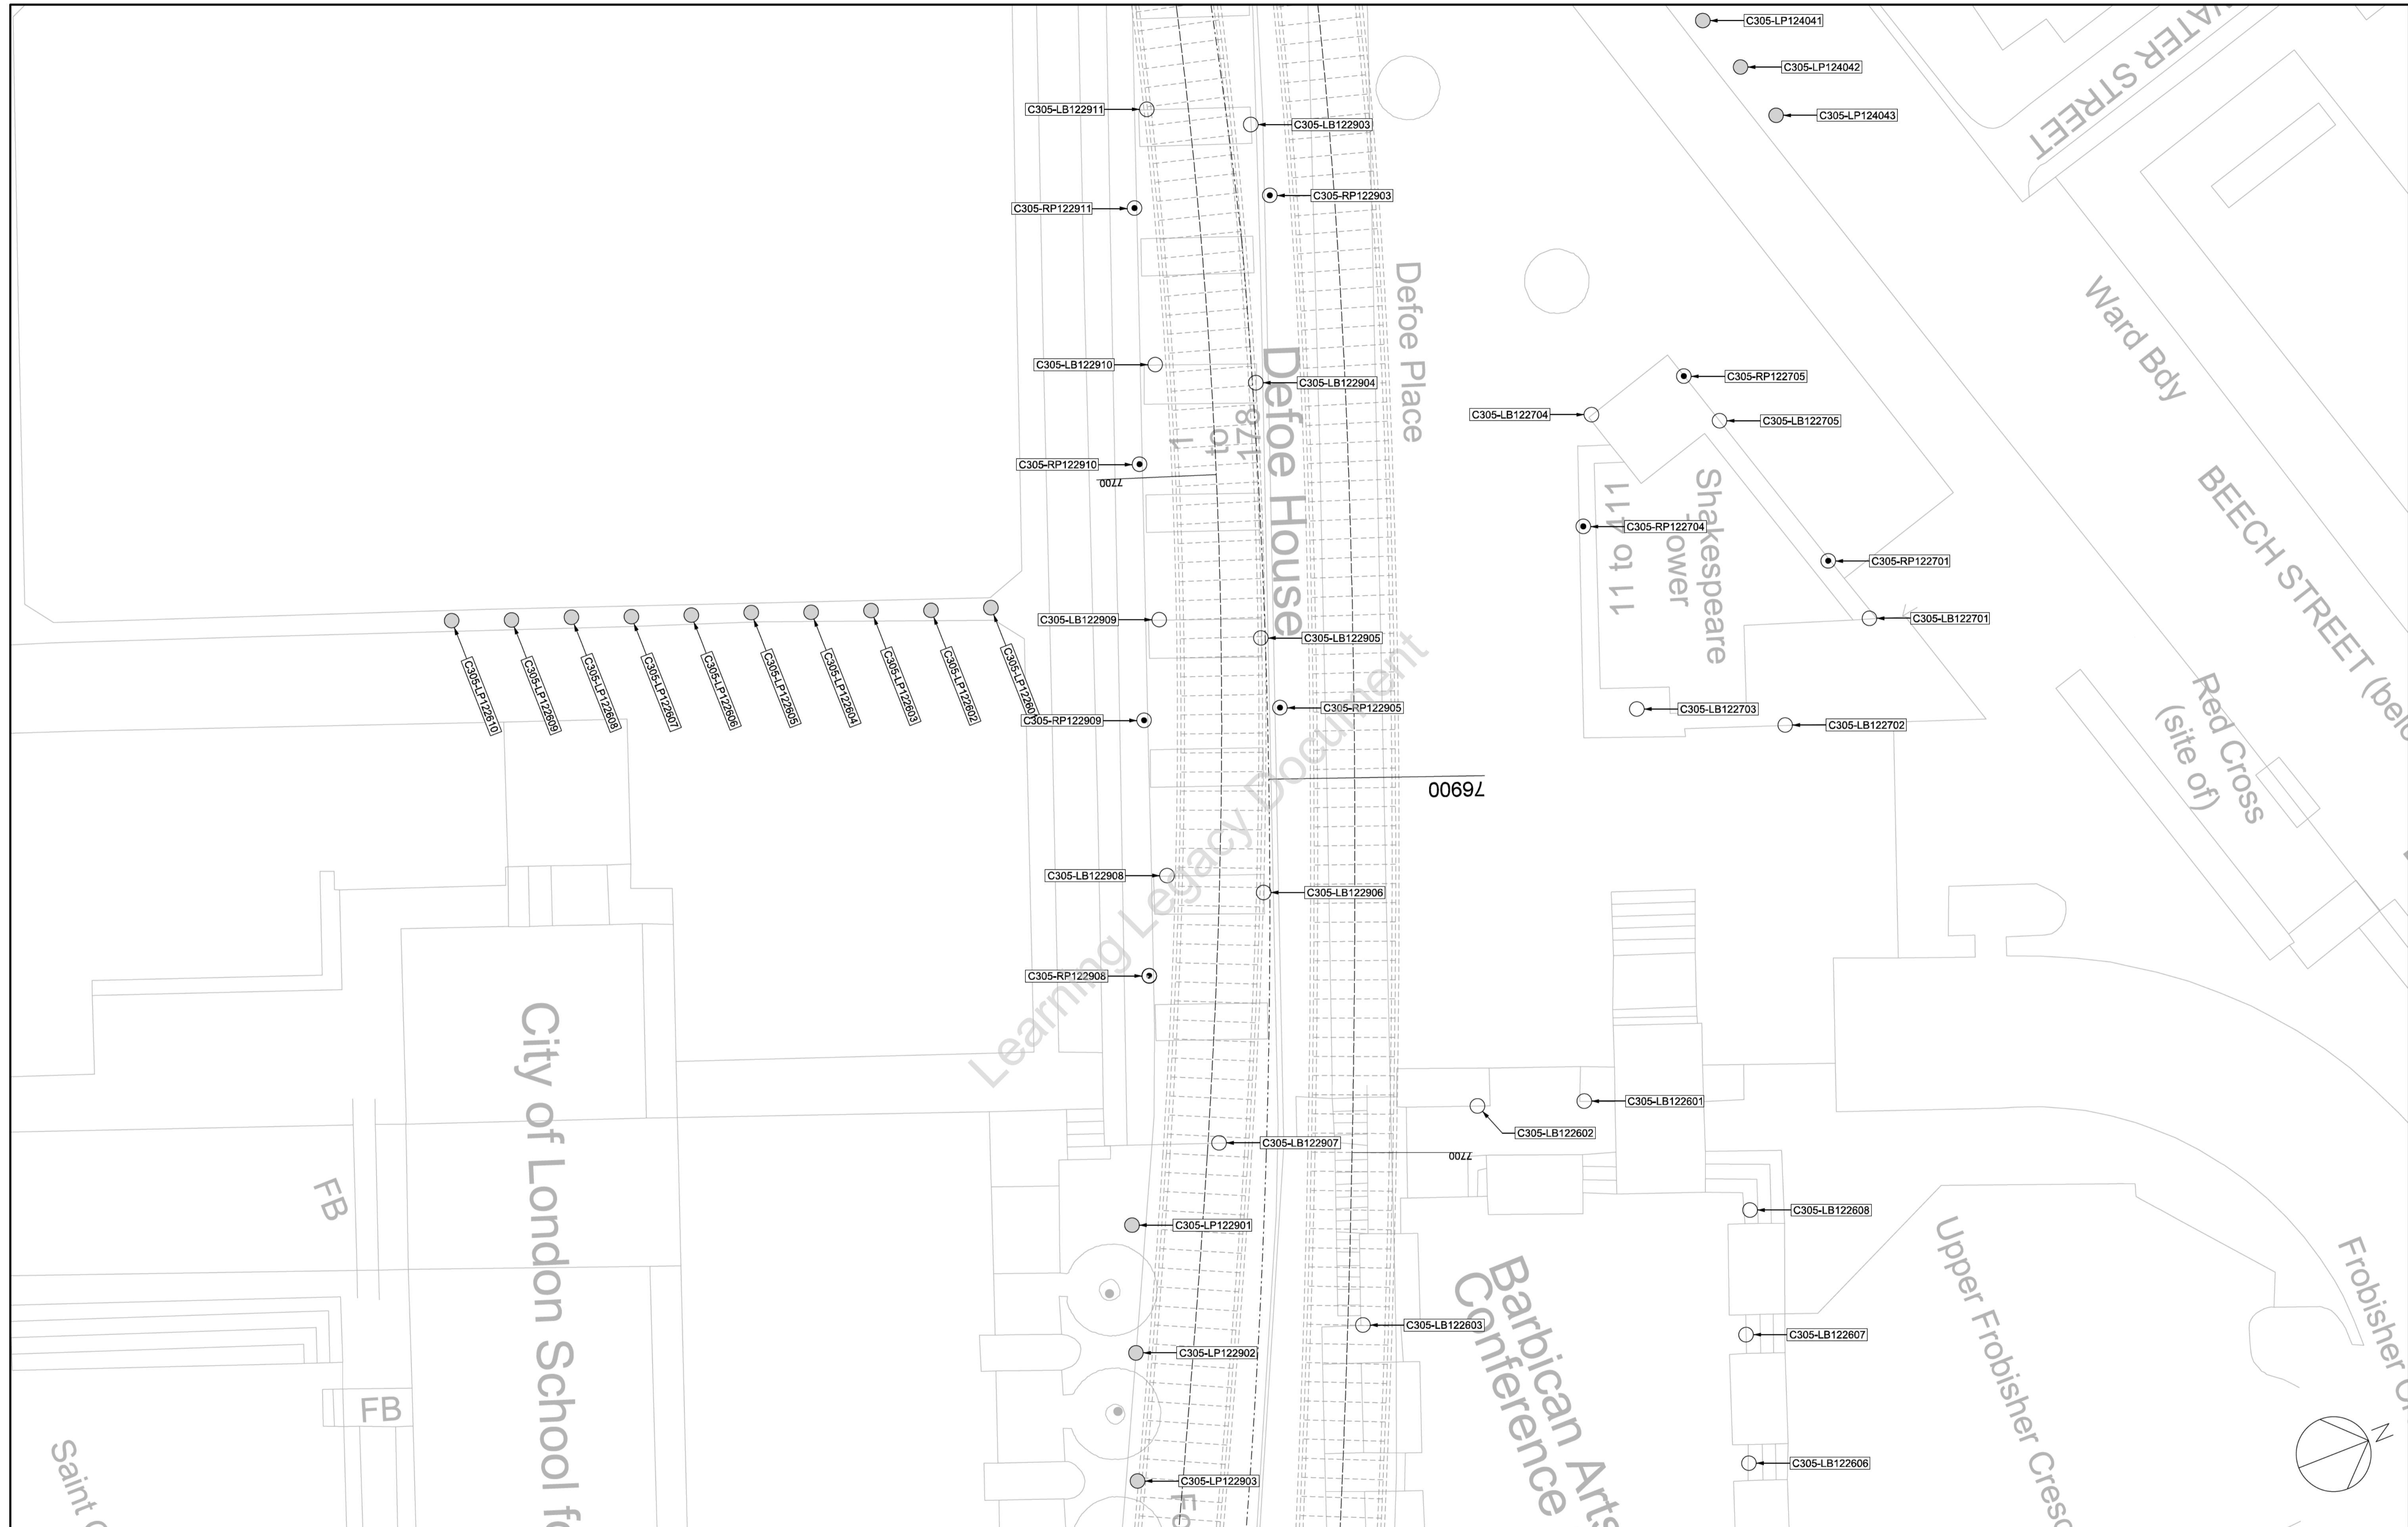 C305-LP124041
WATER STREET
C305-LP124042
C305-LB122911
C305-LP124043
C305-LB122903
C305-RP122903
C305-RP122911
Defoe Place
Ward Bdy
Defoe House
1
to
178
C305-LB122910
C305-RP122705
C305-LB122904
C305-LB122704
C305-LB122705
C305-RP122910
7700
BEECH STREET
Shakespeare
11 to 411
C305-RP122704
C305-RP122701
C305-LB122909
C305-LB122701
C305-LB122905
C305-LP122610
C305-LP122609
C305-LP122608
C305-LP122607
C305-LP122606
C305-LP122605
C305-LP122604
C305-LP122603
C305-LP122602
C305-LP12260
C305-RP122909
C305-RP122905
C305-LB122703
C305-LB122702
Red Cross
(site of)
76900
Learning Legacy Document
C305-LB122908
C305-LB122906
C305-RP122908
City of London School
C305-LB122601
C305-LB122602
C305-LB122907
7700
FB
C305-LB122608
C305-LP122901
Upper Frobisher
Frobisher
Barbican Arts
Conference
C305-LB122603
C305-LB122607
C305-LP122902
FB
N
Saint
C305-LB122606
C305-LP122903